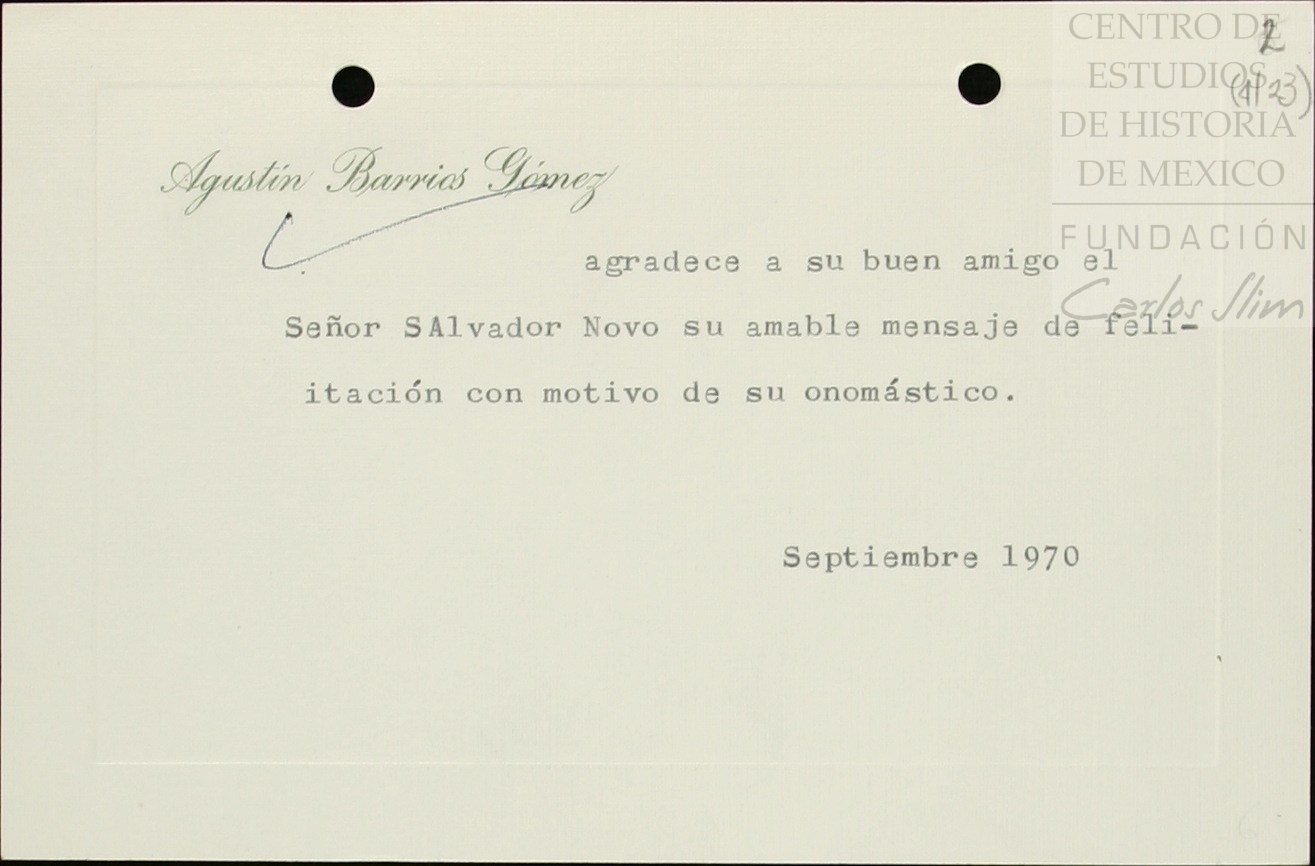 CENTRO DE
ESTUDIOS
DE HISTORIA
DE MEXICO
FUNDACIÓN
Carlos Slim
2
(4/23)
Agustín Barrios Gómez
agradece a su buen amigo el
Señor SAlvador Novo su amable mensaje de feli-
itación con motivo de su onomástico.
Septiembre 1970